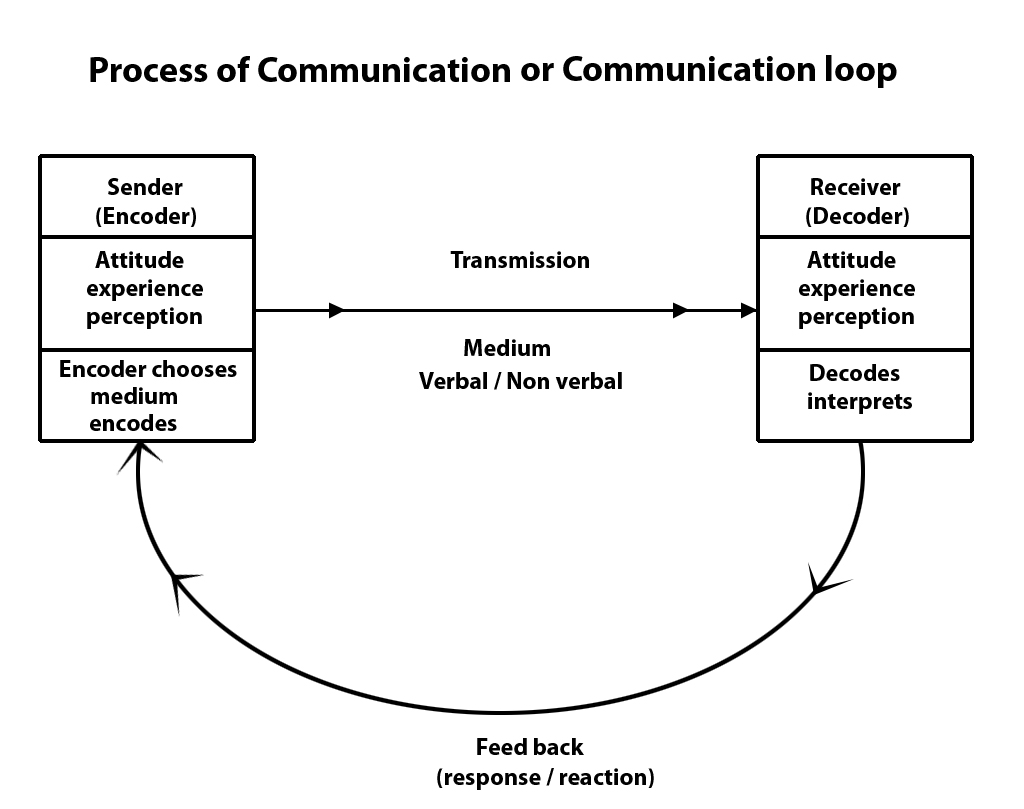 Process of Communication or Communication loop
Sender
(Encoder)
Attitude
experience
perception
Encoder chooses
medium
encodes
Transmission
Medium
Verbal / Non verbal
Receiver
(Decoder)
Attitude
experience
perception
Decodes
interprets
Feed back
(response / reaction)